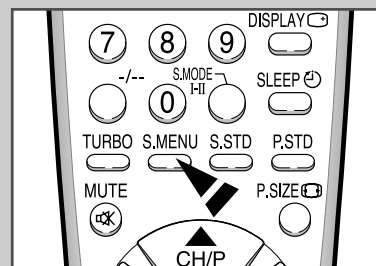 DISPLAY
7 8 9
-/-- S.MODE SLEEP
I-II
0
TURBO S.MENU S.STD P.STD
MUTE P.SIZE
CH/P